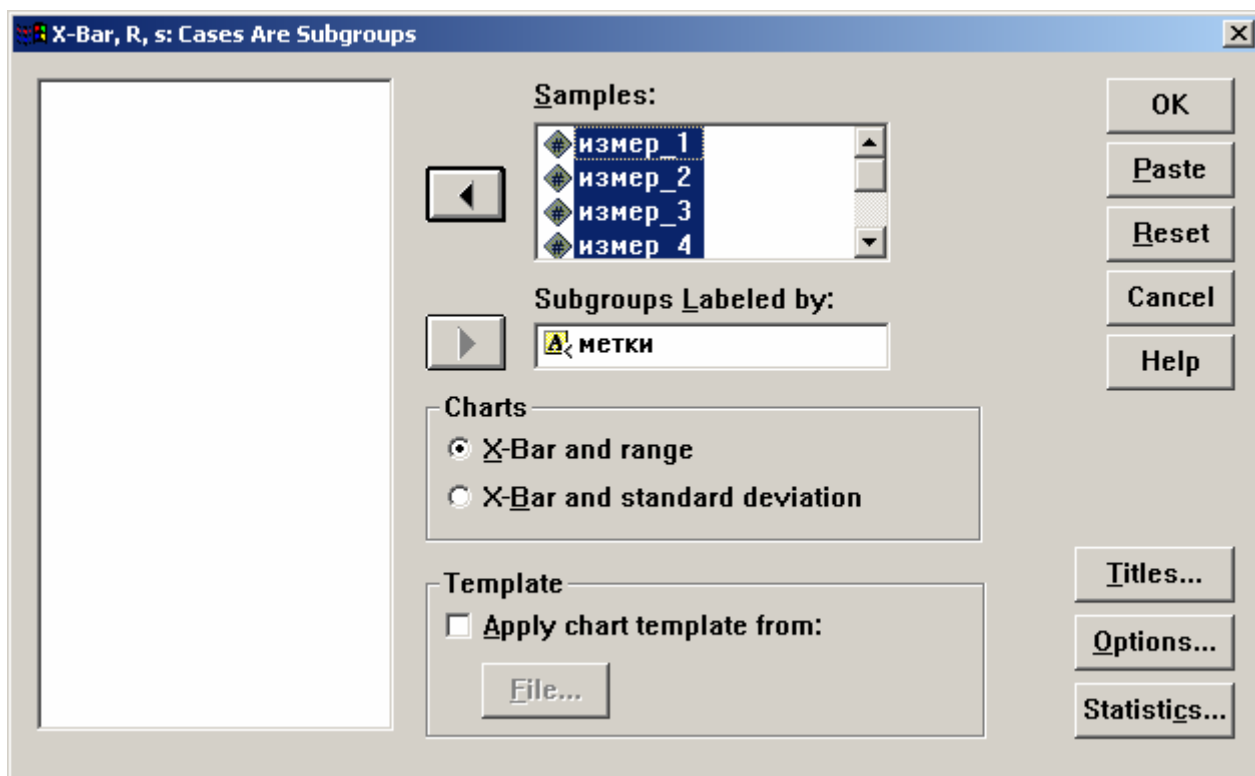 X-Bar, R, s: Cases Are Subgroups
Samples:
измер_1
измер_2
измер_3
измер_4
Subgroups Labeled by:
метки
Charts
X-Bar and range
X-Bar and standard deviation
Template
Apply chart template from:
File...
OK
Paste
Reset
Cancel
Help
Titles...
Options...
Statistics...